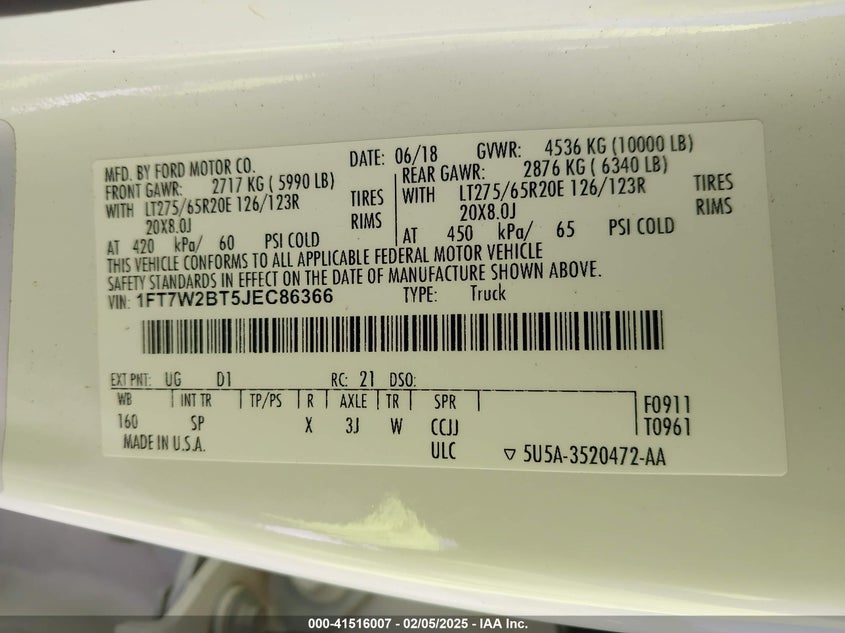 MFD. BY FORD MOTOR CO. DATE: 06/18 GVWR: 4536 KG (10000 LB)
FRONT GAWR: 2717 KG ( 5990 LB) REAR GAWR: 2876 KG ( 6340 LB)
WITH LT275/65R20E 126/123R TIRES WITH LT275/65R20E 126/123R TIRES
20X8.0J RIMS 20X8.0J RIMS
AT 420 kPa/ 60 PSI COLD AT 450 kPa/ 65 PSI COLD
THIS VEHICLE CONFORMS TO ALL APPLICABLE FEDERAL MOTOR VEHICLE
SAFETY STANDARDS IN EFFECT ON THE DATE OF MANUFACTURE SHOWN ABOVE.
VIN: 1FT7W2BT5JEC86366 TYPE: Truck
EXT PNT: UG D1 RC: 21 DSO:
WB INT TR TP/PS R AXLE TR SPR F0911
160 SP X 3J W CCJJ T0961
MADE IN U.S.A. ULC ▽ 5U5A-3520472-AA
000-41516007 - 02/05/2025 - IAA Inc.